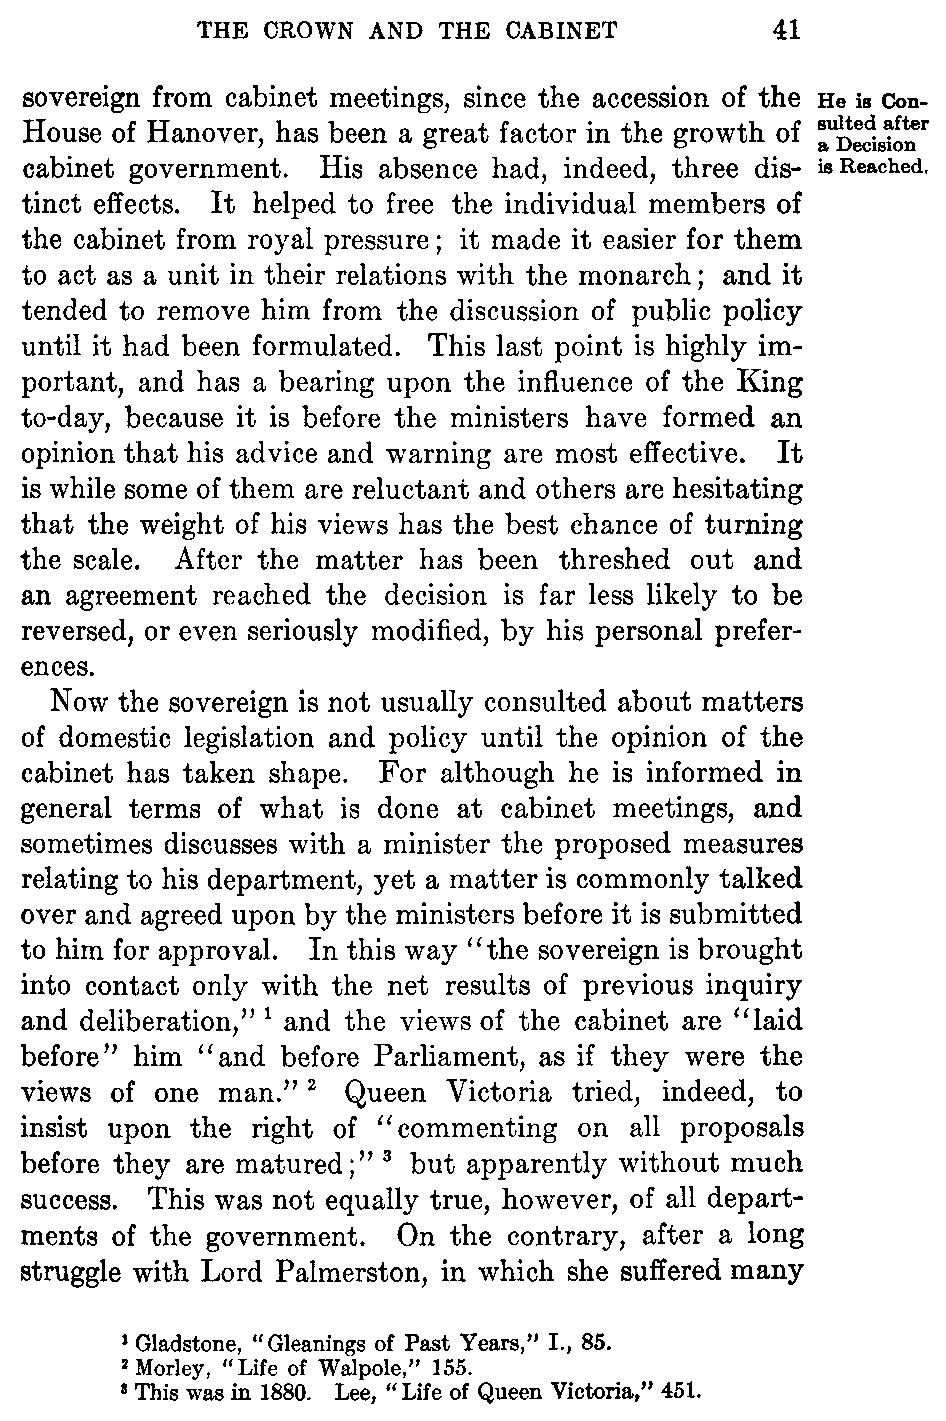 THE CROWN AND THE CABINET 41
sovereign from cabinet meetings, since the accession of the
House of Hanover, has been a great factor in the growth of
cabinet government. His absence had, indeed, three dis-
tinct effects. It helped to free the individual members of
the cabinet from royal pressure; it made it easier for them
to act as a unit in their relations with the monarch; and it
tended to remove him from the discussion of public policy
until it had been formulated. This last point is highly im-
portant, and has a bearing upon the influence of the King
to-day, because it is before the ministers have formed an
opinion that his advice and warning are most effective. It
is while some of them are reluctant and others are hesitating
that the weight of his views has the best chance of turning
the scale. After the matter has been threshed out and
an agreement reached the decision is far less likely to be
reversed, or even seriously modified, by his personal prefer-
ences.
He is Con-
sulted after
a Decision
is Reached.
Now the sovereign is not usually consulted about matters
of domestic legislation and policy until the opinion of the
cabinet has taken shape. For although he is informed in
general terms of what is done at cabinet meetings, and
sometimes discusses with a minister the proposed measures
relating to his department, yet a matter is commonly talked
over and agreed upon by the ministers before it is submitted
to him for approval. In this way “the sovereign is brought
into contact only with the net results of previous inquiry
and deliberation,” ¹ and the views of the cabinet are “laid
before” him “and before Parliament, as if they were the
views of one man.” ² Queen Victoria tried, indeed, to
insist upon the right of “commenting on all proposals
before they are matured;” ³ but apparently without much
success. This was not equally true, however, of all depart-
ments of the government. On the contrary, after a long
struggle with Lord Palmerston, in which she suffered many
¹ Gladstone, “Gleanings of Past Years,” I., 85.
² Morley, “Life of Walpole,” 155.
³ This was in 1880. Lee, “Life of Queen Victoria,” 451.